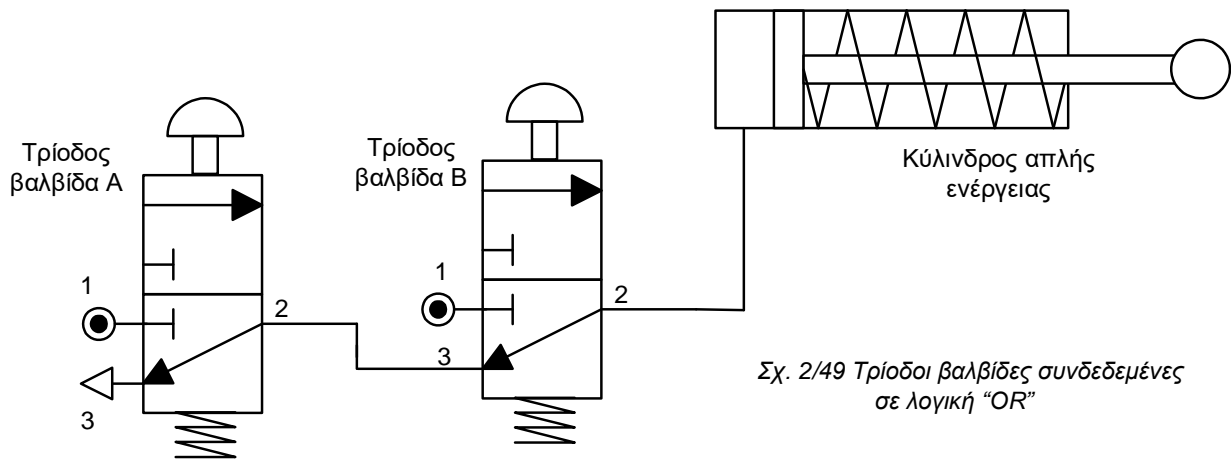 Τρίοδος
βαλβίδα Α
1
2
3
Τρίοδος
βαλβίδα Β
1
2
3
Κύλινδρος απλής
ενέργειας
Σχ. 2/49 Τρίοδοι βαλβίδες συνδεδεμένες
σε λογική “OR”